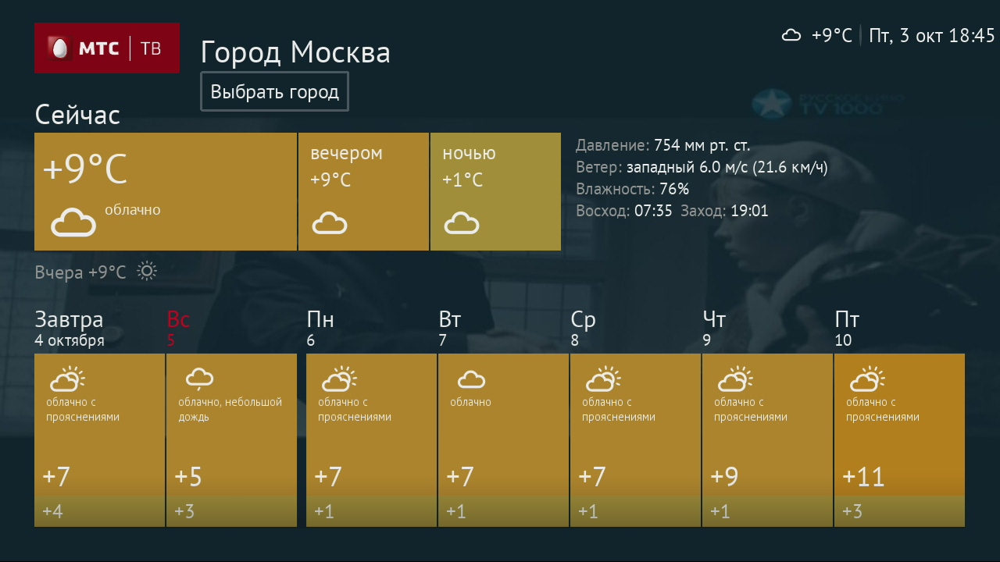 МТС ТВ
Город Москва
+9°C Пт, 3 окт 18:45
Выбрать город
РУССКОЕ КИНО
TV1000
Сейчас
+9°C
облачно
вечером
+9°C
ночью
+1°C
Давление: 754 мм рт. ст.
Ветер: западный 6.0 м/с (21.6 км/ч)
Влажность: 76%
Восход: 07:35 Заход: 19:01
Вчера +9°C
Завтра
4 октября
облачно с
прояснениями
+7
+4
Вс
5
облачно, небольшой
дождь
+5
+3
Пн
6
облачно с
прояснениями
+7
+1
Вт
7
облачно
+7
+1
Ср
8
облачно с
прояснениями
+7
+1
Чт
9
облачно с
прояснениями
+9
+1
Пт
10
облачно с
прояснениями
+11
+3